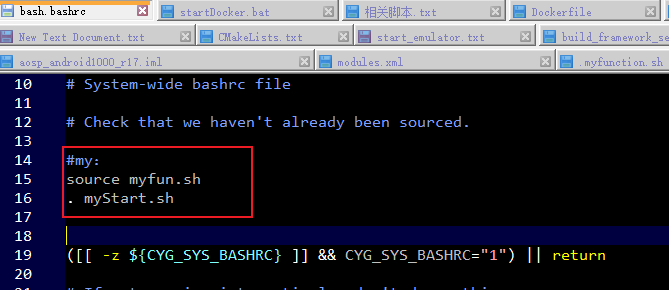 bash.bashrc
startDocker.bat
相关脚本.txt
Dockerfile
New Text Document.txt
CMakeLists.txt
start_emulator.txt
build_framework_se
aosp_android1000_r17.iml
modules.xml
.myfunction.sh
10 # System-wide bashrc file
11
12 # Check that we haven't already been sourced.
13
14 #my:
15 source myfun.sh
16 . myStart.sh
17
18
19 ([[ -z ${CYG_SYS_BASHRC} ]] && CYG_SYS_BASHRC="1") || return
20